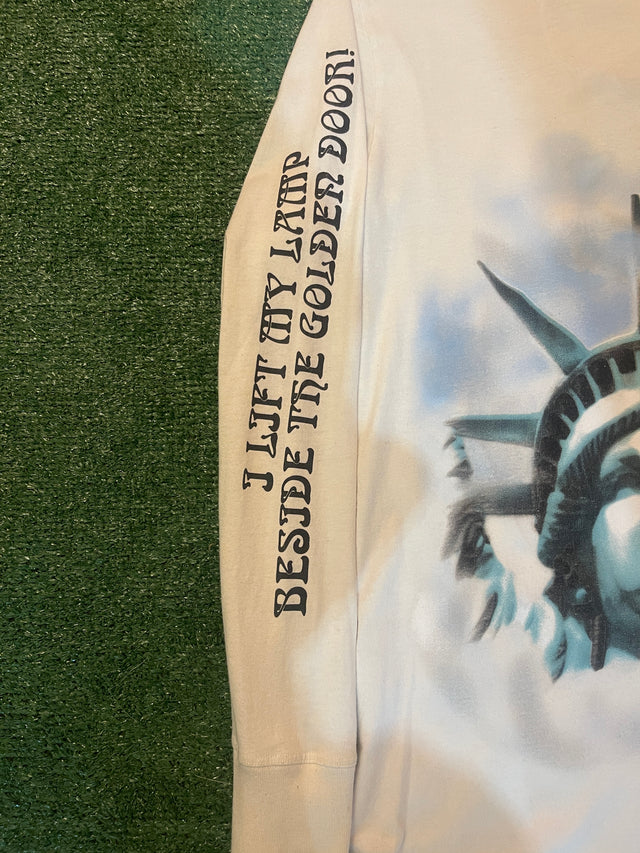 I LIFT MY LAMP
BESIDE THE GOLDEN DOOR!